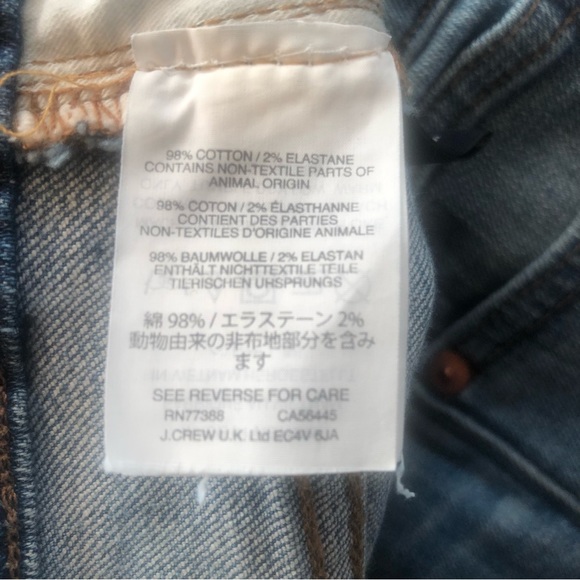 98% COTTON / 2% ELASTANE
CONTAINS NON-TEXTILE PARTS OF
ANIMAL ORIGIN
98% COTON / 2% ÉLASTHANNE
CONTIENT DES PARTIES
NON-TEXTILES D'ORIGINE ANIMALE
98% BAUMWOLLE / 2% ELASTAN
ENTHÄLT NICHTTEXTILE TEILE
TIERISCHEN URSPRUNGS
綿 98% / エラステーン 2%
動物由来の非布地部分を含み
ます
SEE REVERSE FOR CARE
RN77388 CA56445
J.CREW U.K. Ltd EC4V 6JA